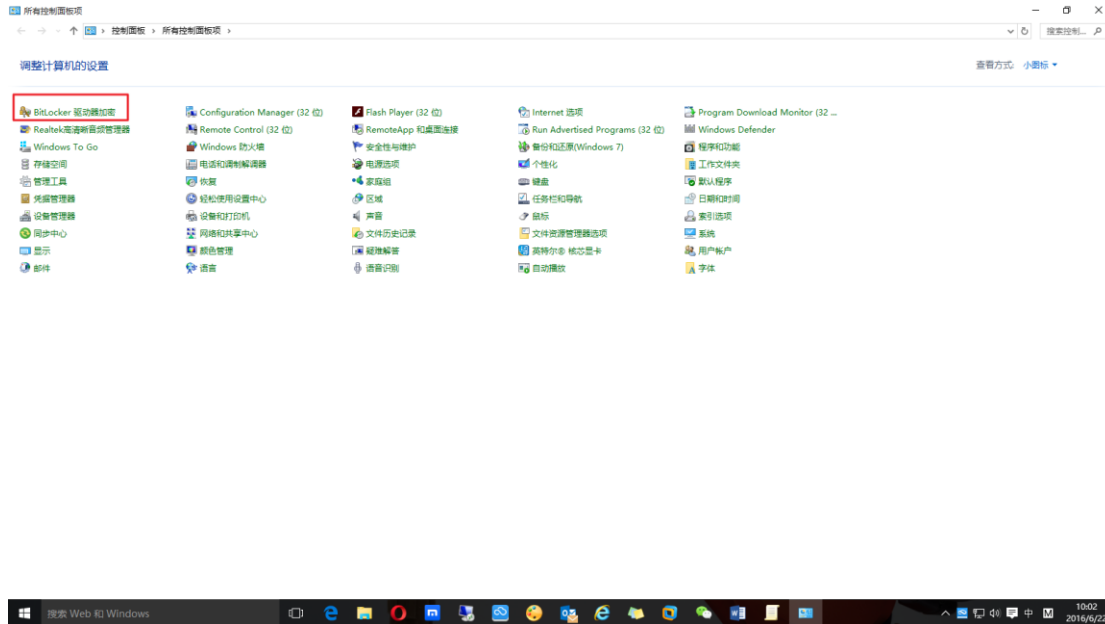 所有控制面板项
控制面板 › 所有控制面板项 ›
搜索控制...
调整计算机的设置
查看方式: 小图标
BitLocker 驱动器加密
Configuration Manager (32 位)
Flash Player (32 位)
Internet 选项
Program Download Monitor (32 ...
Realtek高清晰音频管理器
Remote Control (32 位)
RemoteApp 和桌面连接
Run Advertised Programs (32 位)
Windows Defender
Windows To Go
Windows 防火墙
安全性与维护
备份和还原(Windows 7)
程序和功能
存储空间
电话和调制解调器
电源选项
个性化
工作文件夹
管理工具
恢复
家庭组
键盘
默认程序
凭据管理器
轻松使用设置中心
区域
任务栏和导航
日期和时间
设备管理器
设备和打印机
声音
鼠标
索引选项
同步中心
网络和共享中心
文件历史记录
文件资源管理器选项
系统
显示
颜色管理
疑难解答
英特尔® 核芯显卡
用户帐户
邮件
语言
语音识别
自动播放
字体
搜索 Web 和 Windows
中
M
10:02
2016/6/22